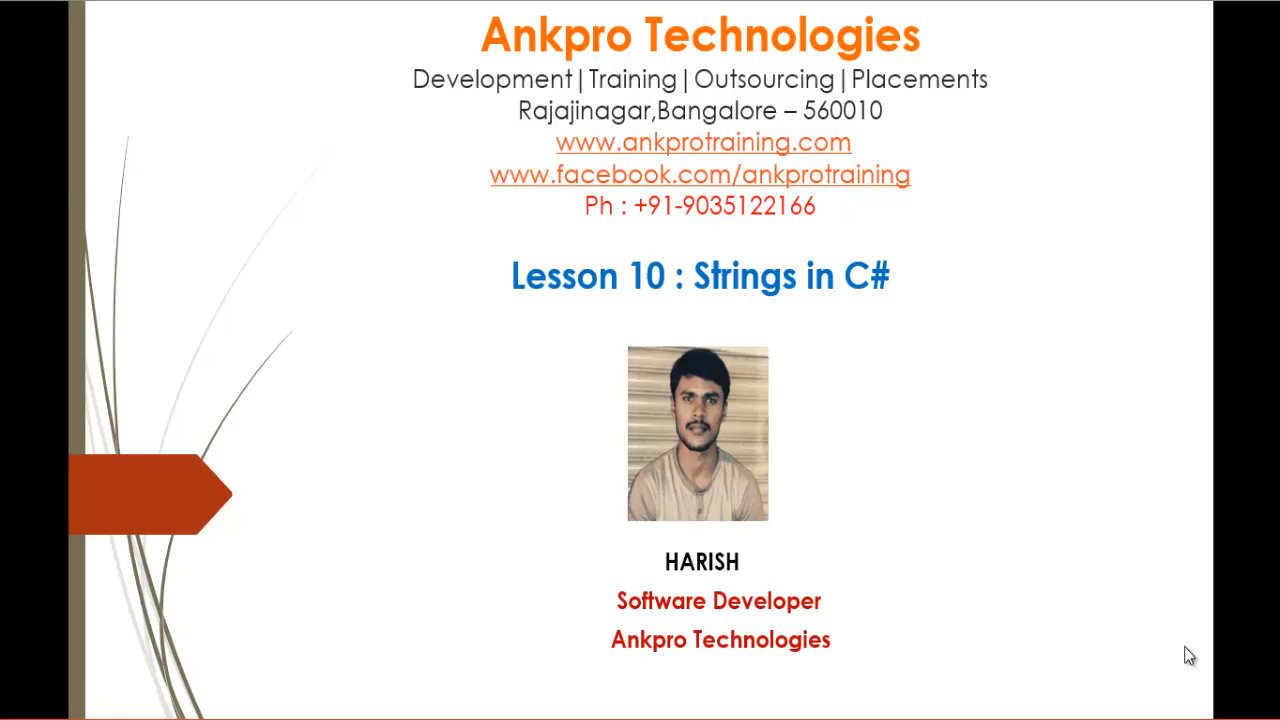 Ankpro Technologies
Development|Training|Outsourcing|Placements
Rajajinagar,Bangalore – 560010
www.ankprotraining.com
www.facebook.com/ankprotraining
Ph : +91-9035122166
Lesson 10 : Strings in C#
HARISH
Software Developer
Ankpro Technologies